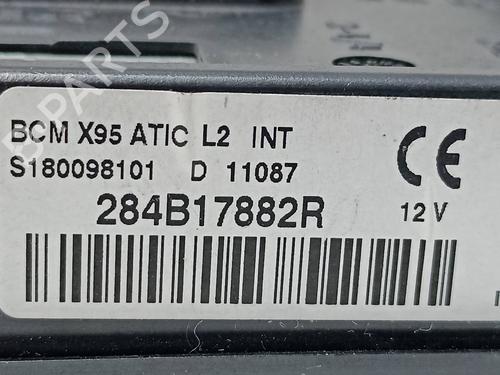 BCM X95 ATIC L2 INT
S180098101 D 11087
284B17882R
12 V
CE
B PARTS